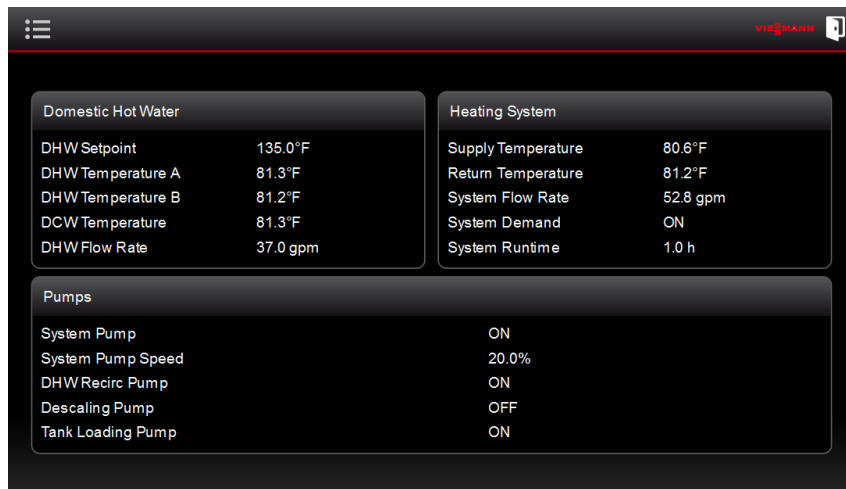 VIESMANN
Domestic Hot Water
DHW Setpoint 135.0°F
DHW Temperature A 81.3°F
DHW Temperature B 81.2°F
DCW Temperature 81.3°F
DHW Flow Rate 37.0 gpm
Heating System
Supply Temperature 80.6°F
Return Temperature 81.2°F
System Flow Rate 52.8 gpm
System Demand ON
System Runtime 1.0 h
Pumps
System Pump ON
System Pump Speed 20.0%
DHW Recirc Pump ON
Descaling Pump OFF
Tank Loading Pump ON